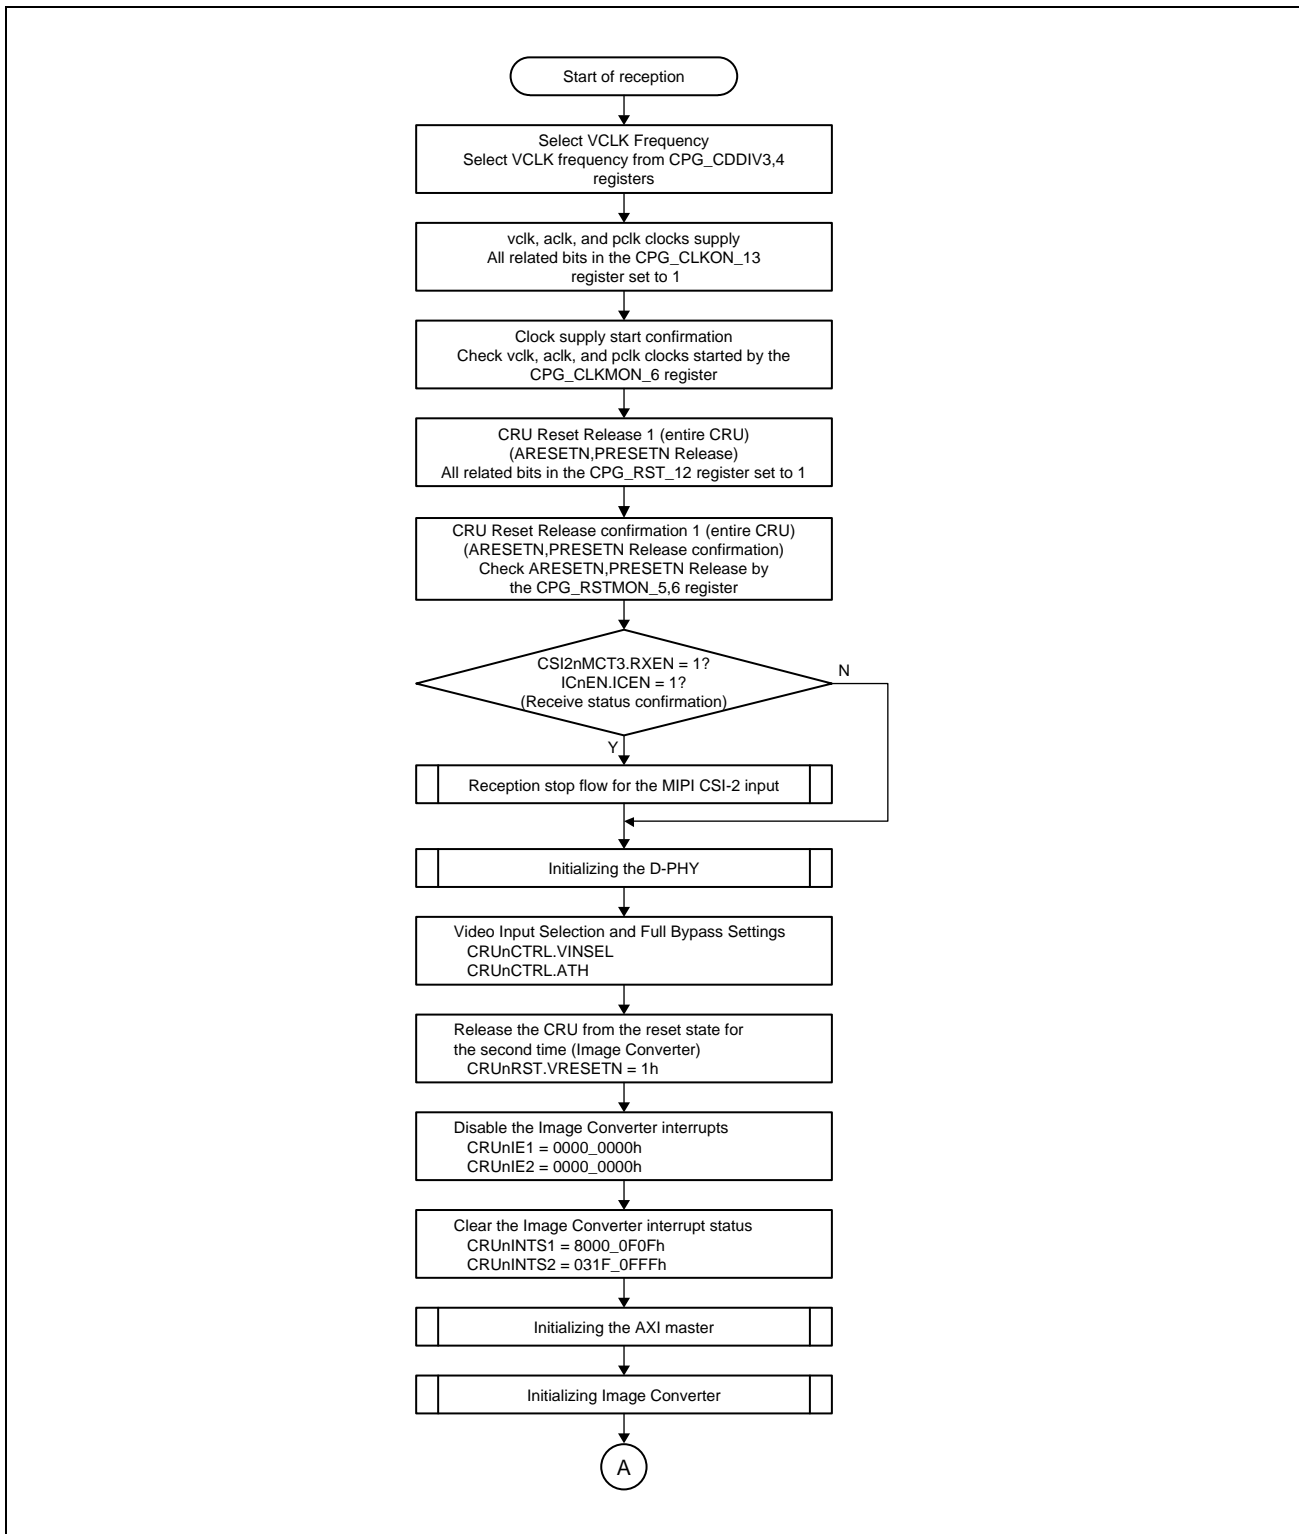 Start of reception
Select VCLK Frequency
Select VCLK frequency from CPG_CDDIV3,4
registers
vclk, aclk, and pclk clocks supply
All related bits in the CPG_CLKON_13
register set to 1
Clock supply start confirmation
Check vclk, aclk, and pclk clocks started by the
CPG_CLKMON_6 register
CRU Reset Release 1 (entire CRU)
(ARESETN,PRESETN Release)
All related bits in the CPG_RST_12 register set to 1
CRU Reset Release confirmation 1 (entire CRU)
(ARESETN,PRESETN Release confirmation)
Check ARESETN,PRESETN Release by
the CPG_RSTMON_5,6 register
CSI2nMCT3.RXEN = 1?
ICnEN.ICEN = 1?
(Receive status confirmation)
N
Y
Reception stop flow for the MIPI CSI-2 input
Initializing the D-PHY
Video Input Selection and Full Bypass Settings
CRUnCTRL.VINSEL
CRUnCTRL.ATH
Release the CRU from the reset state for
the second time (Image Converter)
CRUnRST.VRESETN = 1h
Disable the Image Converter interrupts
CRUnIE1 = 0000_0000h
CRUnIE2 = 0000_0000h
Clear the Image Converter interrupt status
CRUnINTS1 = 8000_0F0Fh
CRUnINTS2 = 031F_0FFFh
Initializing the AXI master
Initializing Image Converter
A